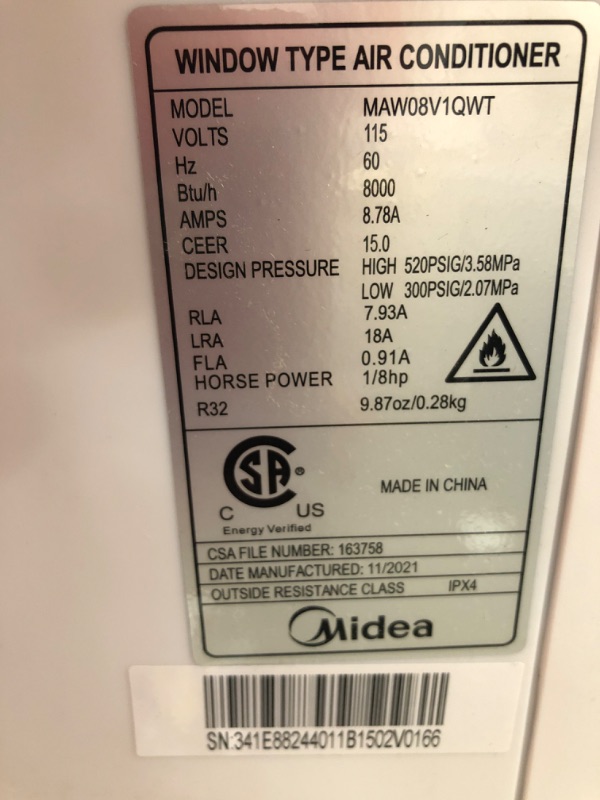 WINDOW TYPE AIR CONDITIONER
MODEL MAW08V1QWT
VOLTS 115
Hz 60
Btu/h 8000
AMPS 8.78A
CEER 15.0
DESIGN PRESSURE HIGH 520PSIG/3.58MPa
LOW 300PSIG/2.07MPa
RLA 7.93A
LRA 18A
FLA 0.91A
HORSE POWER 1/8hp
R32 9.87oz/0.28kg
CSA ®
C US
MADE IN CHINA
Energy Verified
CSA FILE NUMBER: 163758
DATE MANUFACTURED: 11/2021
OUTSIDE RESISTANCE CLASS IPX4
Midea
SN:341E88244011B1502V0166